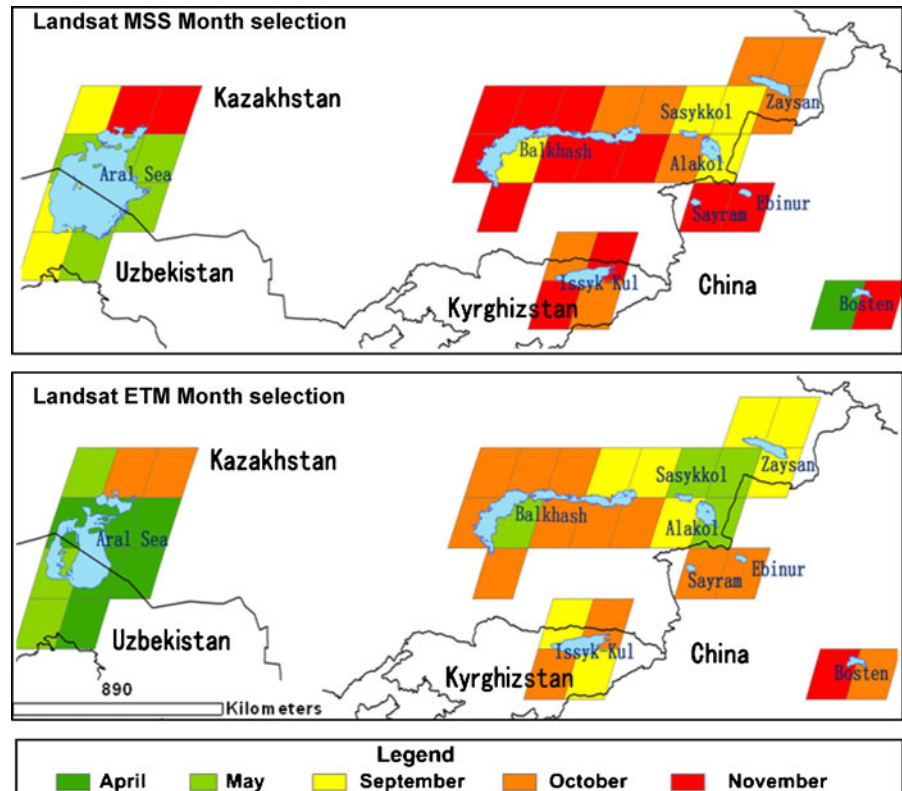 Landsat MSS Month selection
Kazakhstan
Zaysan
Sasykkol
Balkhash
Alakol
Aral Sea
Ebinur
Sayram
Uzbekistan
Issyk-Kul
China
Kyrghizstan
Bosten
Landsat ETM Month selection
Kazakhstan
Zaysan
Sasykkol
Balkhash
Alakol
Aral Sea
Ebinur
Sayram
Uzbekistan
Issyk-Kul
China
Kyrghizstan
Bosten
890
Kilometers
Legend
April May September October November